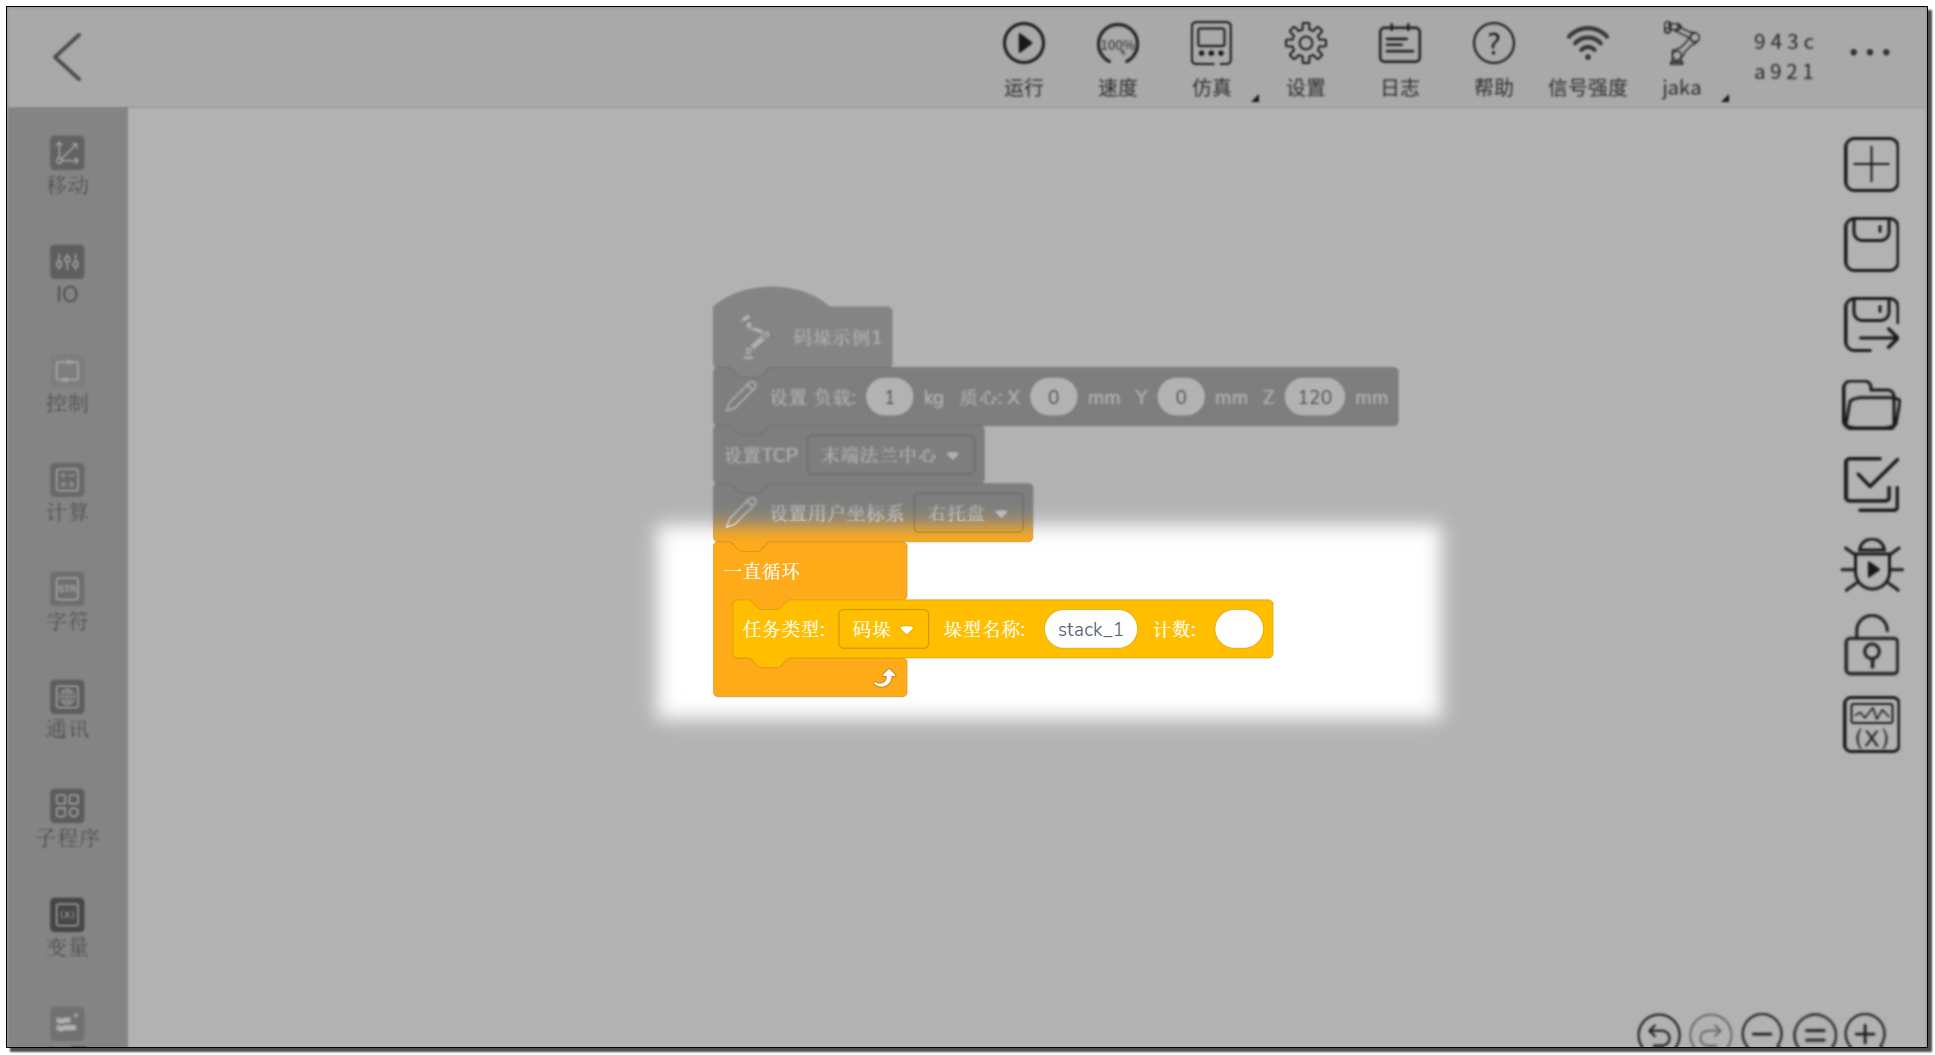 运行
100%
速度
仿真
设置
日志
?
帮助
信号强度
jaka
943c
a921
移动
IO
控制
计算
STR
字符
通讯
子程序
(X)
变量
码垛示例1
设置 负载: 1 kg 质心: X 0 mm Y 0 mm Z 120 mm
设置TCP 末端法兰中心
设置用户坐标系 右托盘
一直循环
任务类型: 码垛 垛型名称: stack_1 计数:
(X)